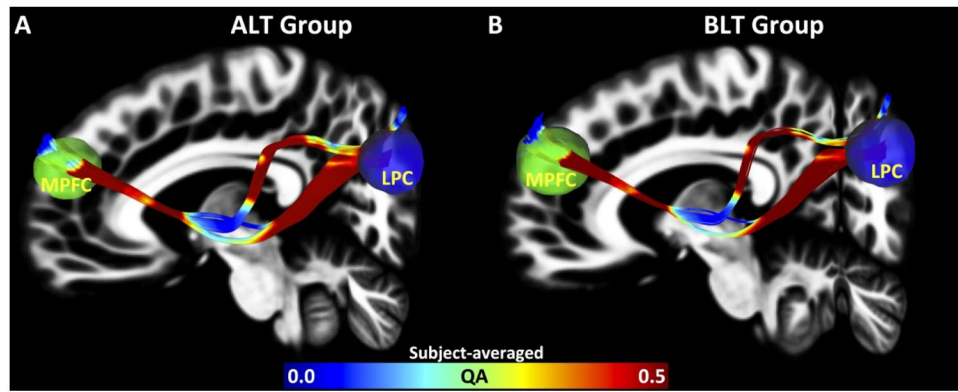 A
ALT Group
B
BLT Group
MPFC
LPC
MPFC
LPC
Subject-averaged
0.0
QA
0.5